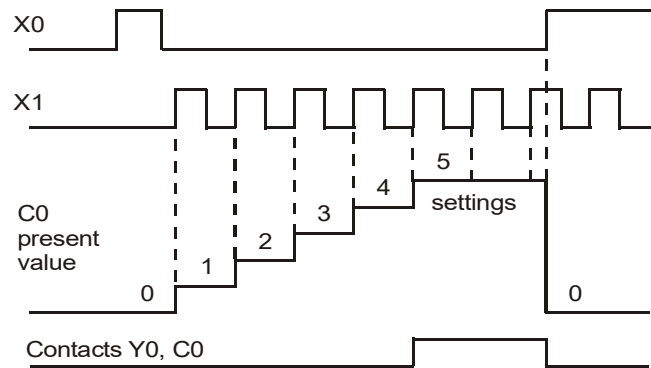 X0
X1
5
4
settings
3
C0
present
value
2
1
0
0
Contacts Y0, C0